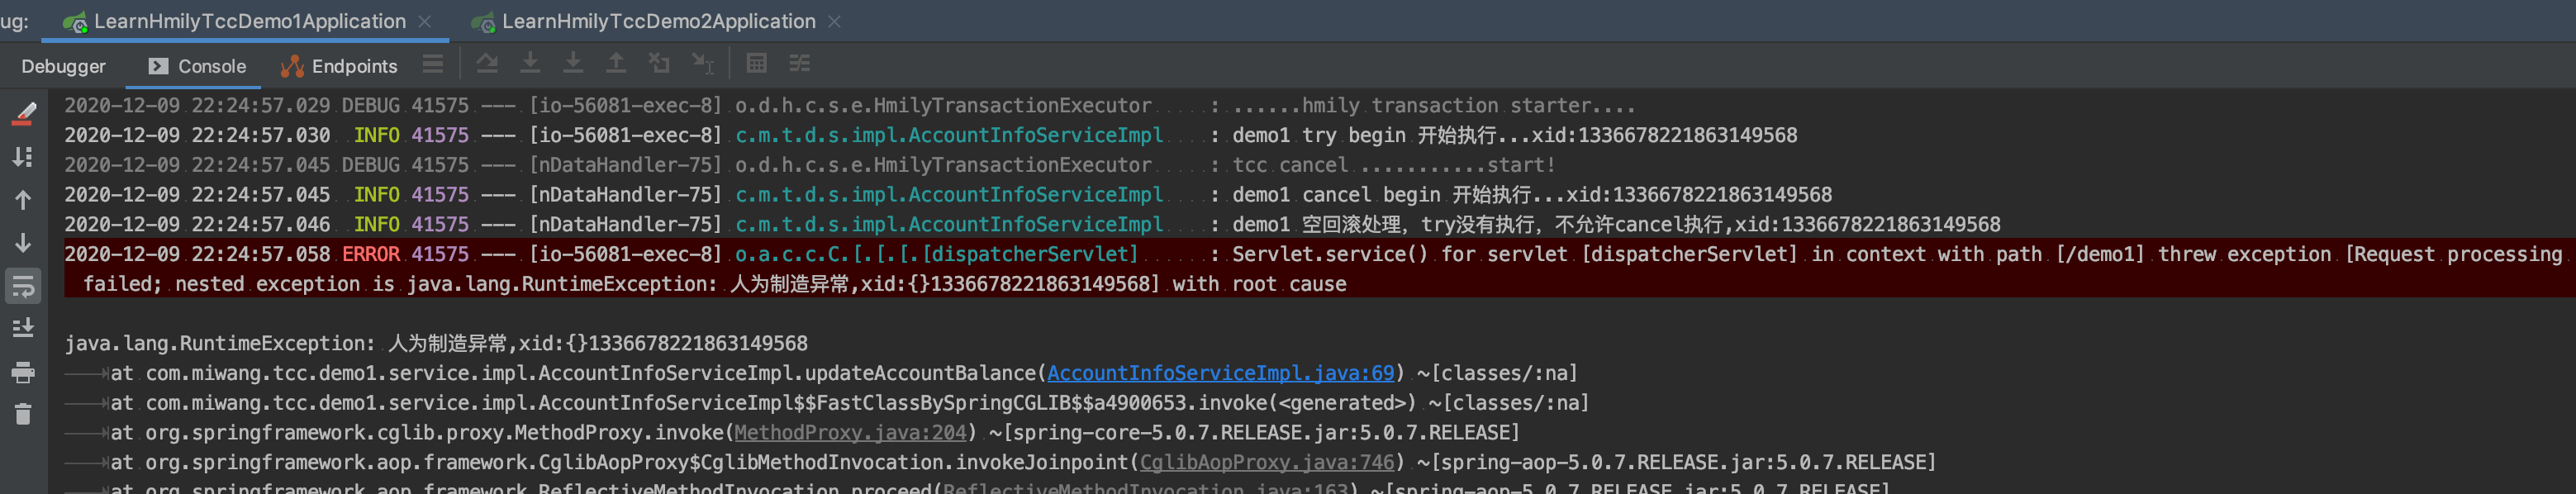 ug: LearnHmilyTccDemo1Application LearnHmilyTccDemo2Application
Debugger Console Endpoints
2020-12-09 22:24:57.029 DEBUG 41575 --- [io-56081-exec-8] o.d.h.c.s.e.HmilyTransactionExecutor : ......hmily transaction starter....
2020-12-09 22:24:57.030 INFO 41575 --- [io-56081-exec-8] c.m.t.d.s.impl.AccountInfoServiceImpl : demo1 try begin 开始执行...xid:1336678221863149568
2020-12-09 22:24:57.045 DEBUG 41575 --- [nDataHandler-75] o.d.h.c.s.e.HmilyTransactionExecutor : tcc cancel ...........start!
2020-12-09 22:24:57.045 INFO 41575 --- [nDataHandler-75] c.m.t.d.s.impl.AccountInfoServiceImpl : demo1 cancel begin 开始执行...xid:1336678221863149568
2020-12-09 22:24:57.046 INFO 41575 --- [nDataHandler-75] c.m.t.d.s.impl.AccountInfoServiceImpl : demo1 空回滚处理，try没有执行，不允许cancel执行,xid:1336678221863149568
2020-12-09 22:24:57.058 ERROR 41575 --- [io-56081-exec-8] o.a.c.c.C.[.[.[.[dispatcherServlet] : Servlet.service() for servlet [dispatcherServlet] in context with path [/demo1] threw exception [Request processing
failed; nested exception is java.lang.RuntimeException: 人为制造异常,xid:{}1336678221863149568] with root cause
java.lang.RuntimeException: 人为制造异常,xid:{}1336678221863149568
at com.miwang.tcc.demo1.service.impl.AccountInfoServiceImpl.updateAccountBalance(AccountInfoServiceImpl.java:69) ~[classes/:na]
at com.miwang.tcc.demo1.service.impl.AccountInfoServiceImpl$$FastClassBySpringCGLIB$$a4900653.invoke(<generated>) ~[classes/:na]
at org.springframework.cglib.proxy.MethodProxy.invoke(MethodProxy.java:204) ~[spring-core-5.0.7.RELEASE.jar:5.0.7.RELEASE]
at org.springframework.aop.framework.CglibAopProxy$CglibMethodInvocation.invokeJoinpoint(CglibAopProxy.java:746) ~[spring-aop-5.0.7.RELEASE.jar:5.0.7.RELEASE]
at org.springframework.aop.framework.ReflectiveMethodInvocation.proceed(ReflectiveMethodInvocation.java:163) ~[spring-aop-5.0.7.RELEASE.jar:5.0.7.RELEASE]